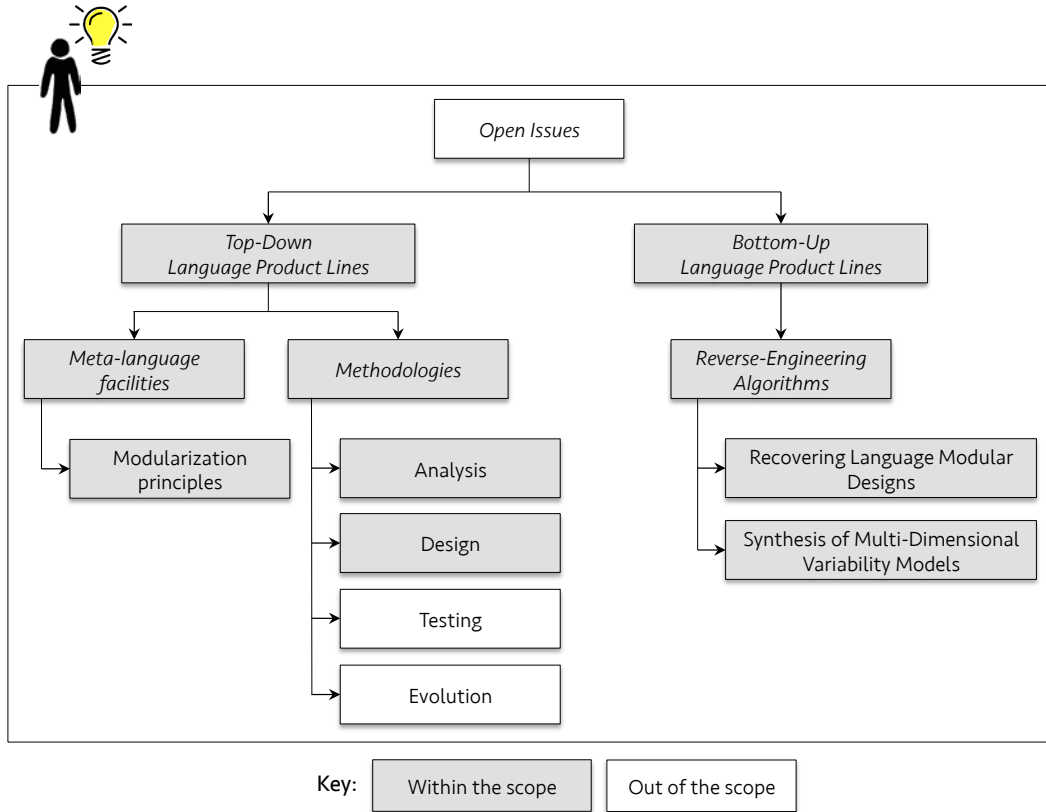 Open Issues
Top-Down
Language Product Lines
Bottom-Up
Language Product Lines
Meta-language
facilities
Methodologies
Reverse-Engineering
Algorithms
Modularization
principles
Analysis
Design
Testing
Evolution
Recovering Language Modular
Designs
Synthesis of Multi-Dimensional
Variability Models
Key:
Within the scope
Out of the scope